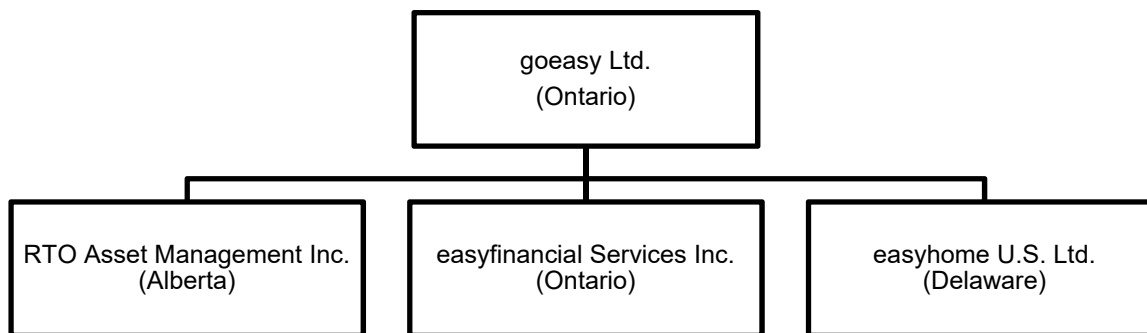 goeasy Ltd.
(Ontario)
RTO Asset Management Inc.
(Alberta)
easyfinancial Services Inc.
(Ontario)
easyhome U.S. Ltd.
(Delaware)